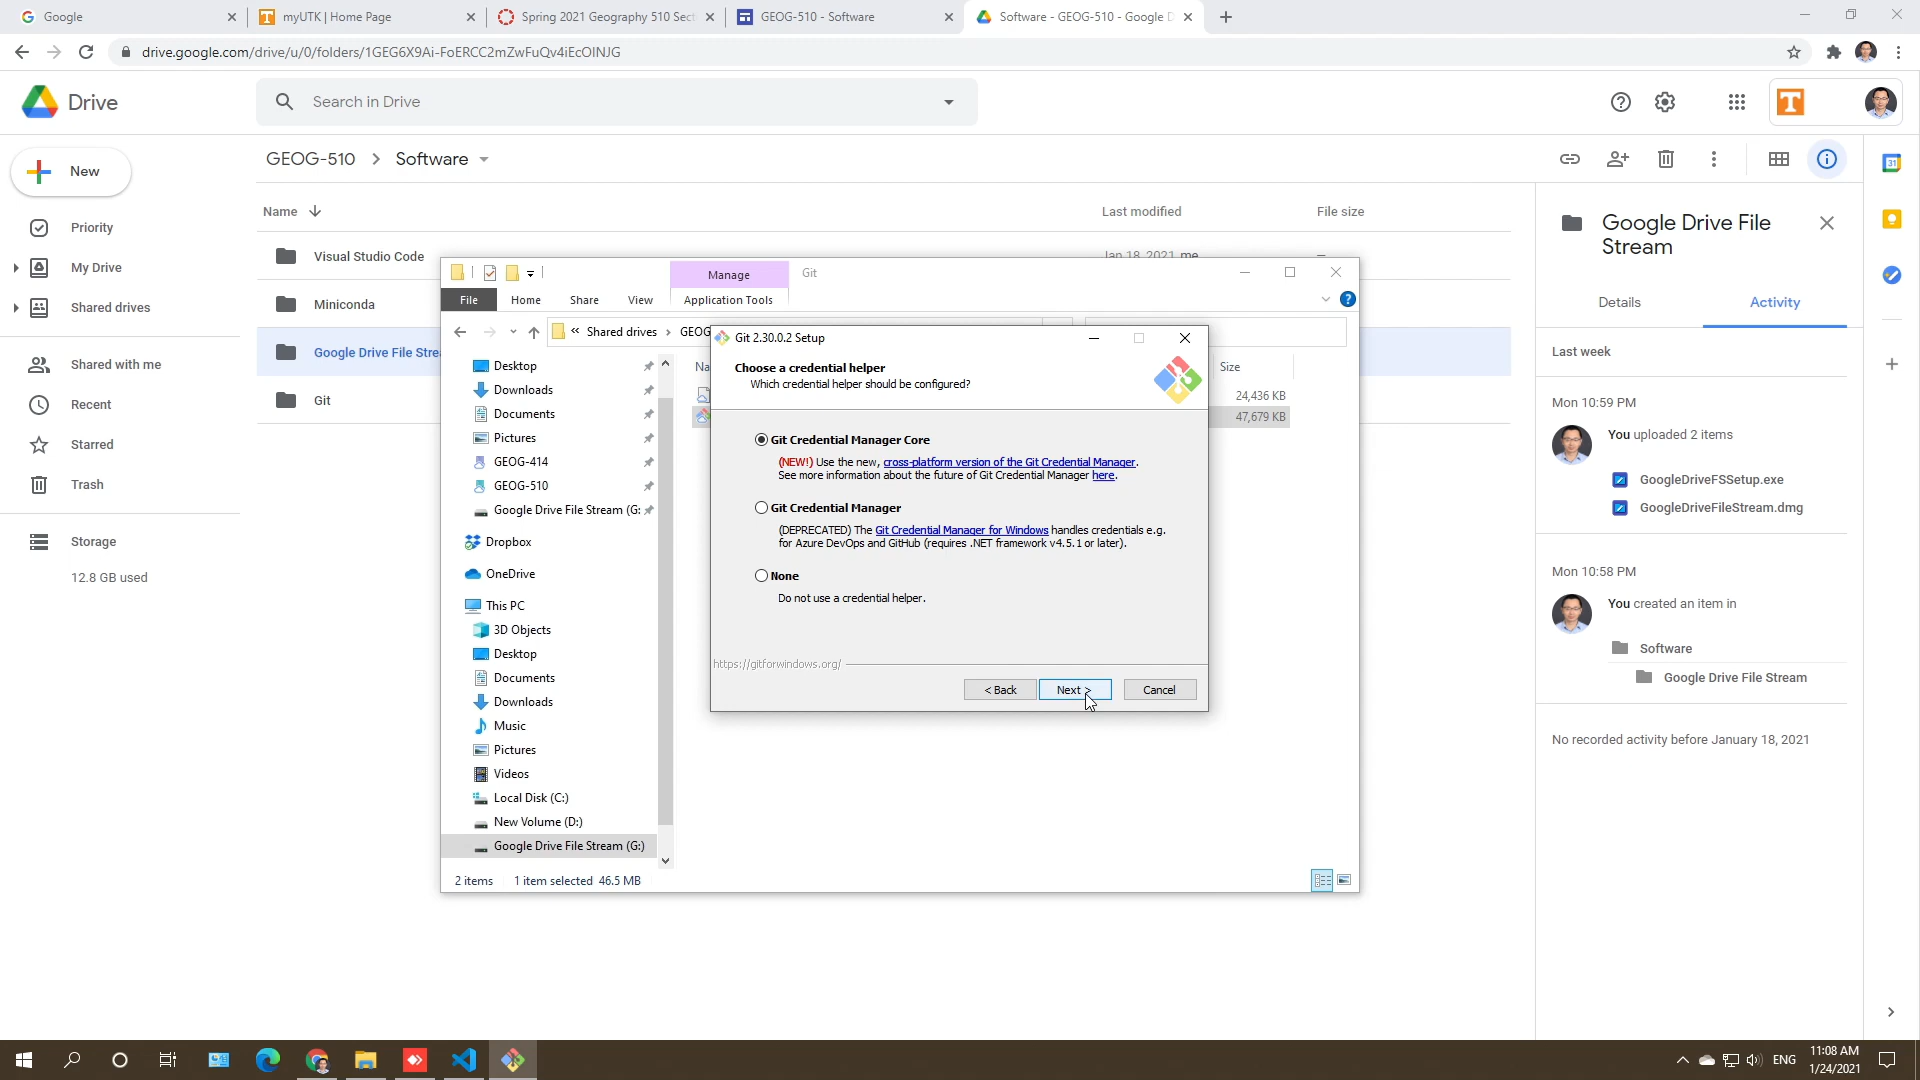 Google
myUTK | Home Page
Spring 2021 Geography 510 Sect
GEOG-510 - Software
Software - GEOG-510 - Google D
drive.google.com/drive/u/0/folders/1GEG6X9Ai-FoERCC2mZwFuQv4iEcOINJG
Drive
Search in Drive
New
GEOG-510
Software
Priority
My Drive
Shared drives
Shared with me
Recent
Starred
Trash
Storage
12.8 GB used
Name
Last modified
File size
Visual Studio Code
Jan 18, 2021 me
Miniconda
Google Drive File Strea
Git
File
Home
Share
View
Manage
Application Tools
Git
« Shared drives > GEOG
Desktop
Downloads
Documents
Pictures
GEOG-414
GEOG-510
Google Drive File Stream (G:
Dropbox
OneDrive
This PC
3D Objects
Desktop
Documents
Downloads
Music
Pictures
Videos
Local Disk (C:)
New Volume (D:)
Google Drive File Stream (G:)
2 items
1 item selected 46.5 MB
Na
Size
24,436 KB
47,679 KB
Git 2.30.0.2 Setup
Choose a credential helper
Which credential helper should be configured?
Git Credential Manager Core
(NEW!) Use the new, cross-platform version of the Git Credential Manager.
See more information about the future of Git Credential Manager here.
Git Credential Manager
(DEPRECATED) The Git Credential Manager for Windows handles credentials e.g.
for Azure DevOps and GitHub (requires .NET framework v4.5.1 or later).
None
Do not use a credential helper.
https://gitforwindows.org/
< Back
Next >
Cancel
Google Drive File
Stream
Details
Activity
Last week
Mon 10:59 PM
You uploaded 2 items
GoogleDriveFSSetup.exe
GoogleDriveFileStream.dmg
Mon 10:58 PM
You created an item in
Software
Google Drive File Stream
No recorded activity before January 18, 2021
31
ENG
11:08 AM
1/24/2021